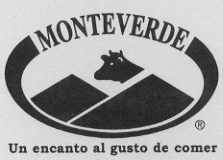 MONTEVERDE
®
Un encanto al gusto de comer